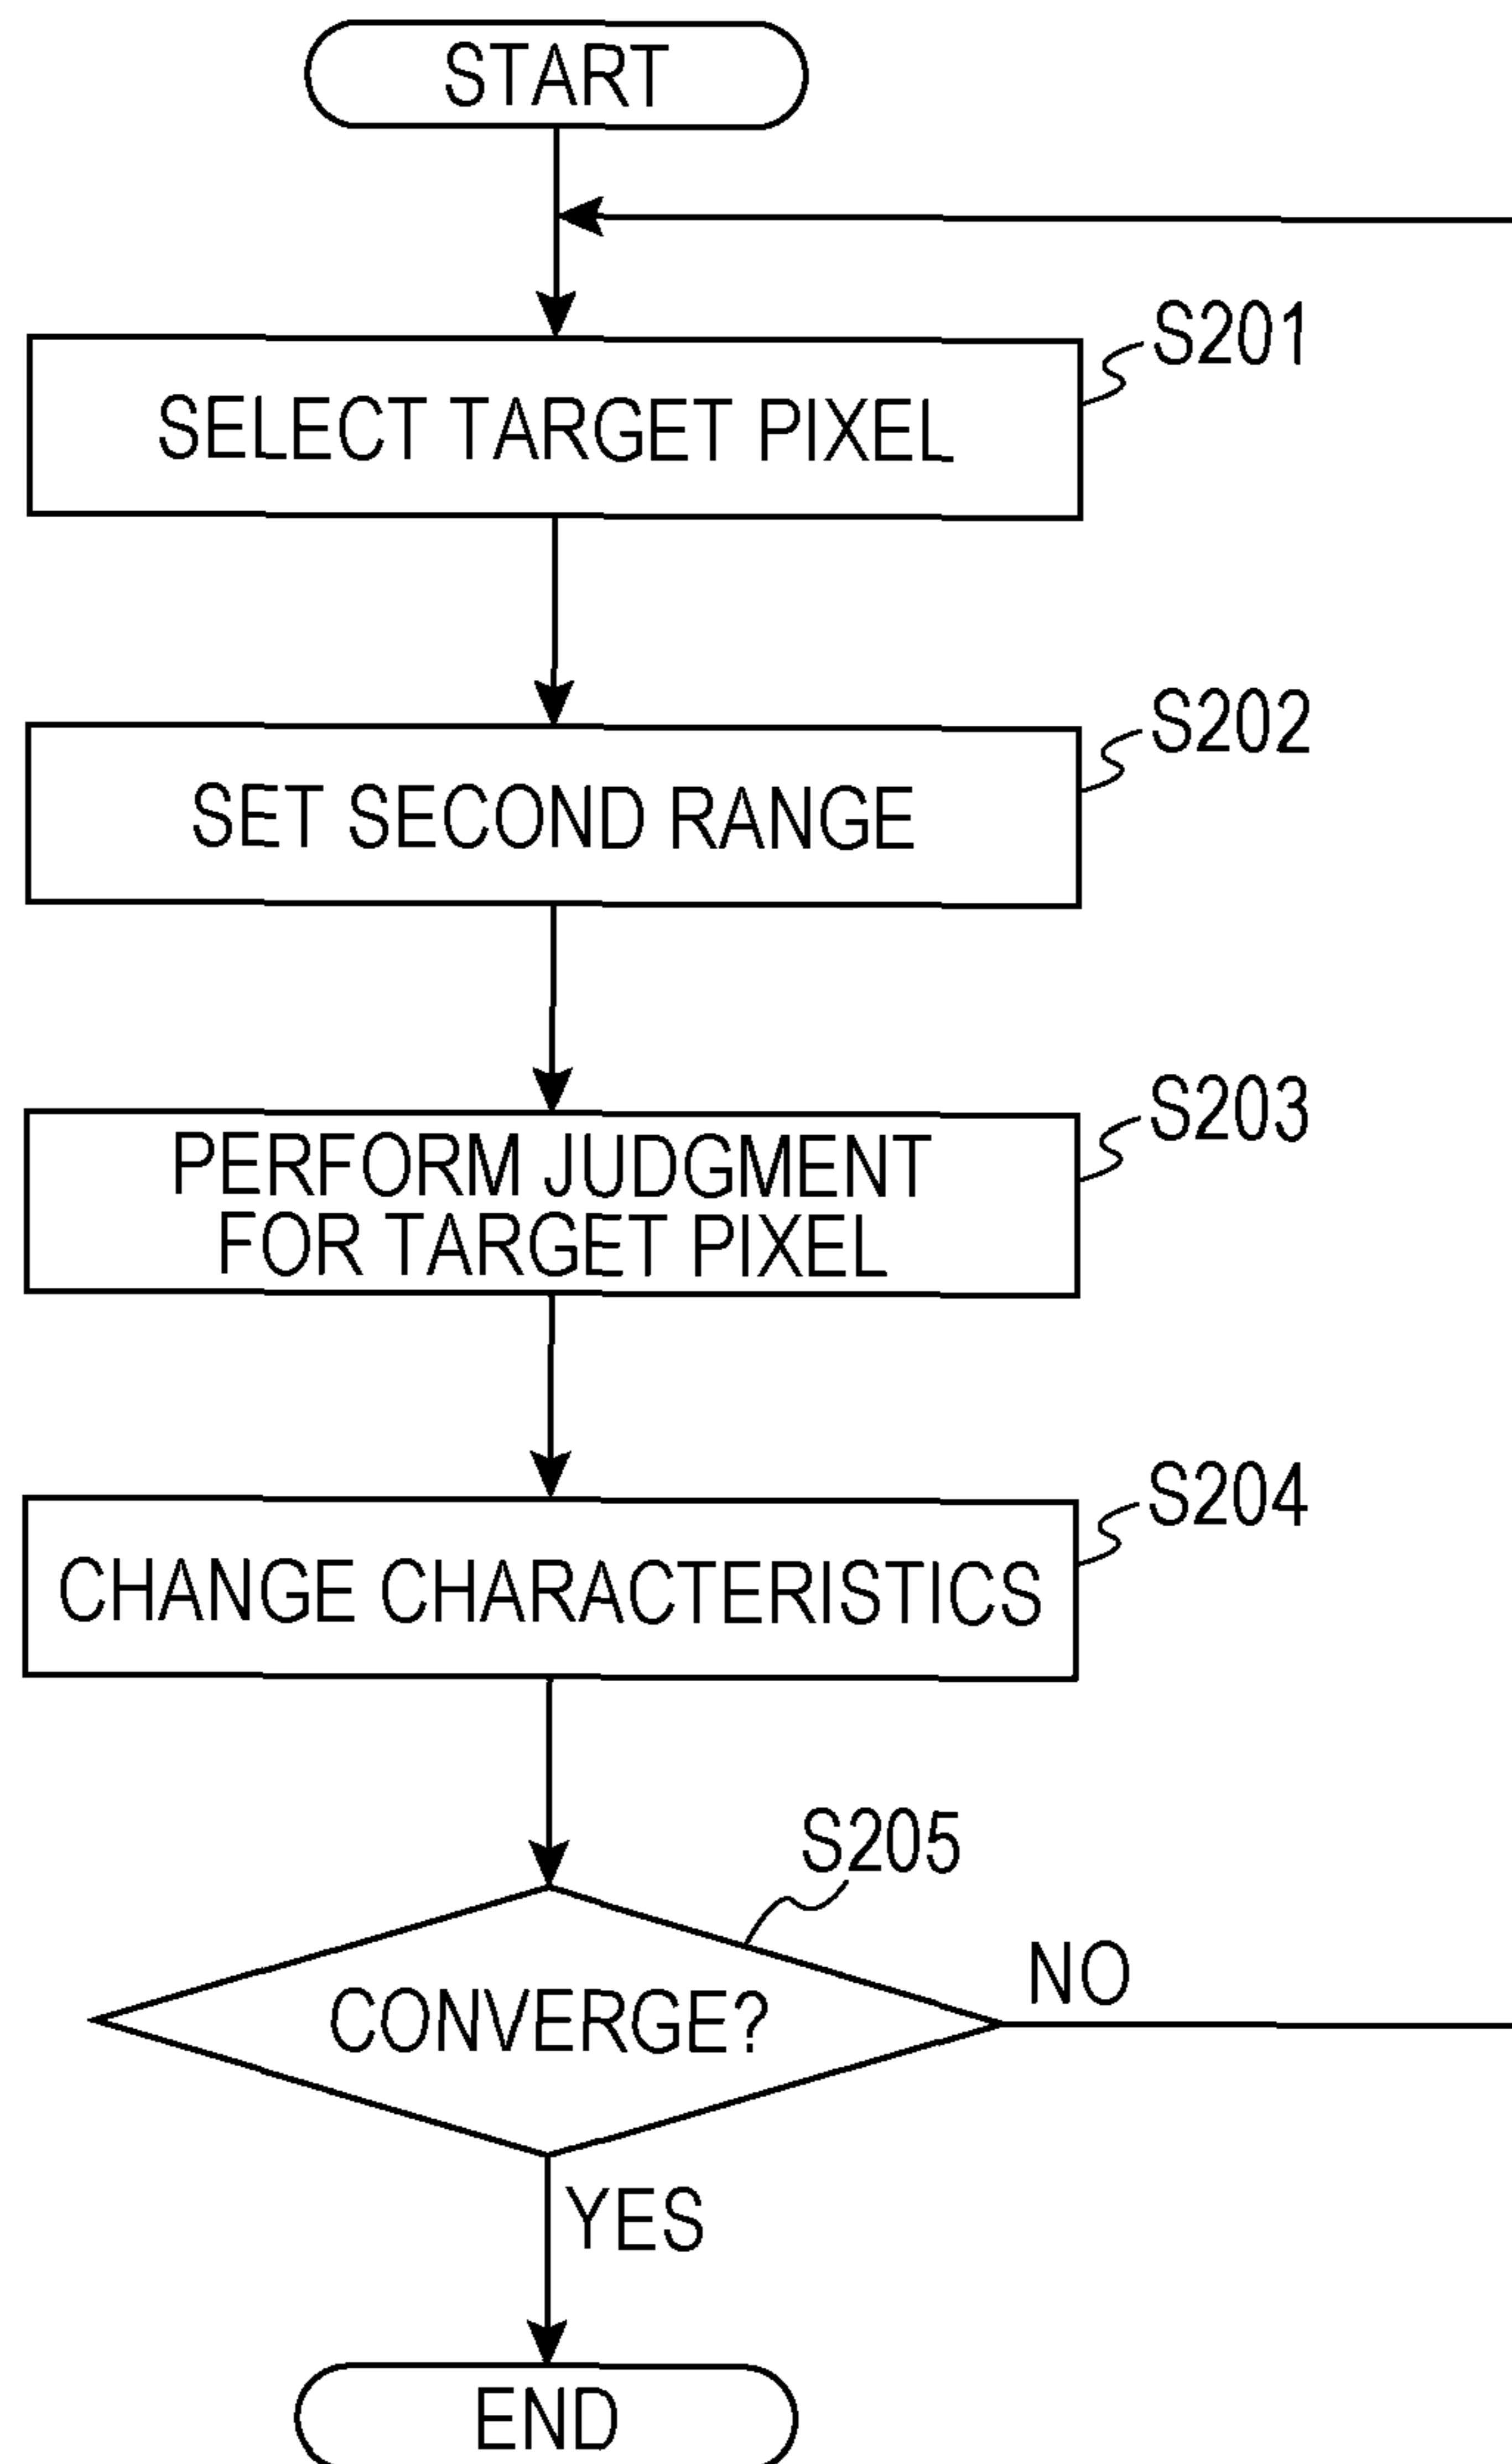 START
S201
SELECT TARGET PIXEL
S202
SET SECOND RANGE
S203
PERFORM JUDGMENT
FOR TARGET PIXEL
S204
CHANGE CHARACTERISTICS
S205
CONVERGE?
NO
YES
END